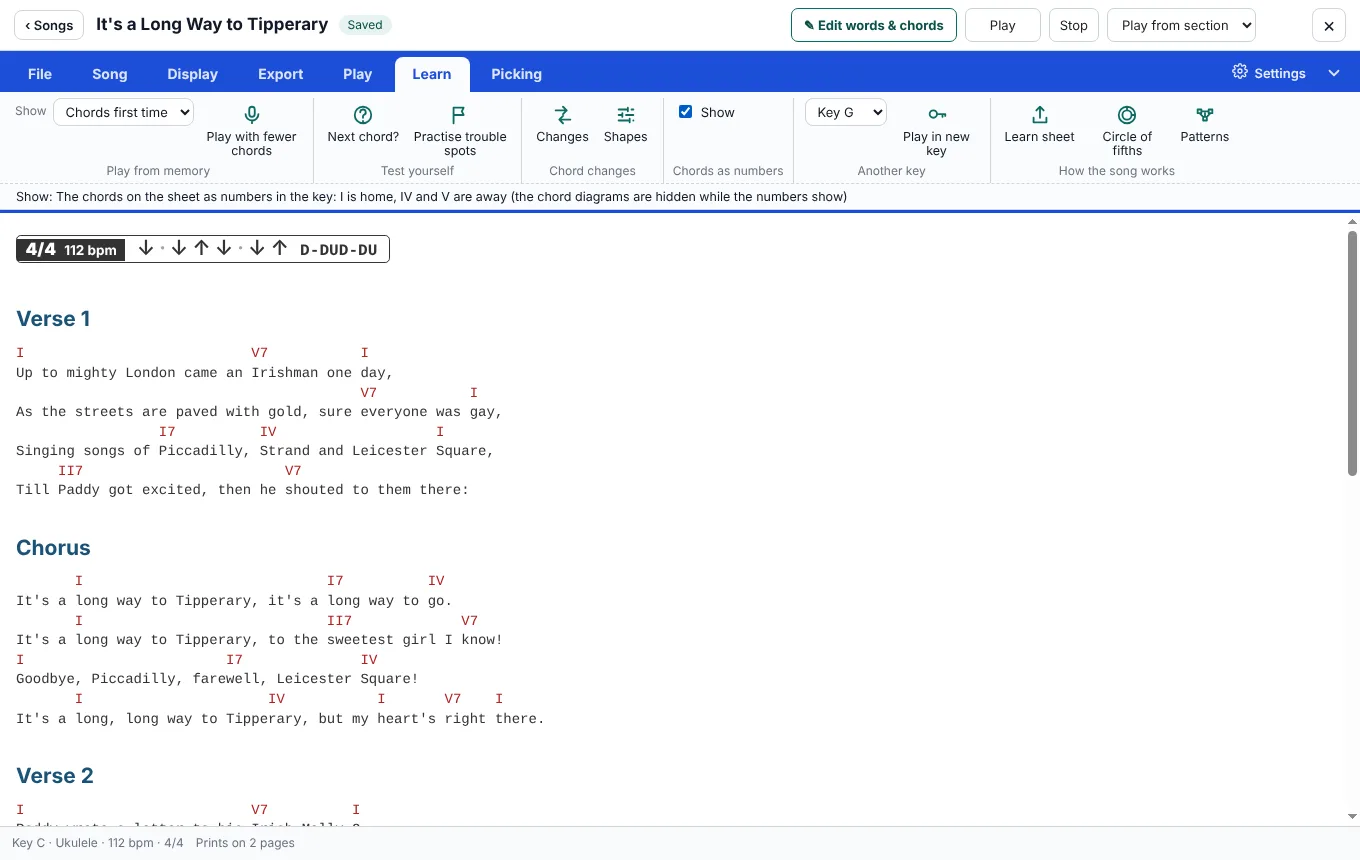 ‹ Songs It's a Long Way to Tipperary Saved ✎ Edit words & chords Play Stop Play from section ✕
File Song Display Export Play Learn Picking Settings
Show Chords first time Play with fewer chords Next chord? Practise trouble spots Changes Shapes Show Key G Play in new key Learn sheet Circle of fifths Patterns
Play from memory Test yourself Chord changes Chords as numbers Another key How the song works
Show: The chords on the sheet as numbers in the key: I is home, IV and V are away (the chord diagrams are hidden while the numbers show)
4/4 112 bpm ↓ · ↓ ↑ ↓ · ↓ ↑ D-DUD-DU
Verse 1
I V7 I
Up to mighty London came an Irishman one day,
V7 I
As the streets are paved with gold, sure everyone was gay,
I7 IV I
Singing songs of Piccadilly, Strand and Leicester Square,
II7 V7
Till Paddy got excited, then he shouted to them there:
Chorus
I I7 IV
It's a long way to Tipperary, it's a long way to go.
I II7 V7
It's a long way to Tipperary, to the sweetest girl I know!
I I7 IV
Goodbye, Piccadilly, farewell, Leicester Square!
I IV I V7 I
It's a long, long way to Tipperary, but my heart's right there.
Verse 2
I V7 I
Key C · Ukulele · 112 bpm · 4/4 Prints on 2 pages